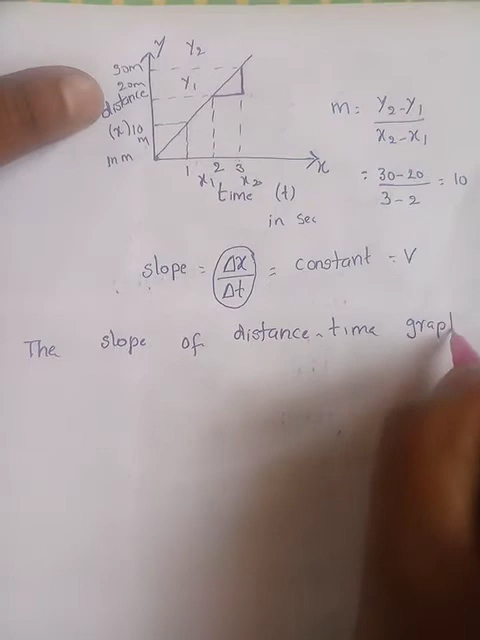 y
y₂
30m
20m
y₁
distance
(x) 10
m
in m
1 2 3 x
x₁ x₂
time (t)
in sec
m: y₂-y₁ / x₂-x₁
= 30-20 / 3-2 = 10
slope = Δx / Δt = constant = V
The slope of distance-time graph